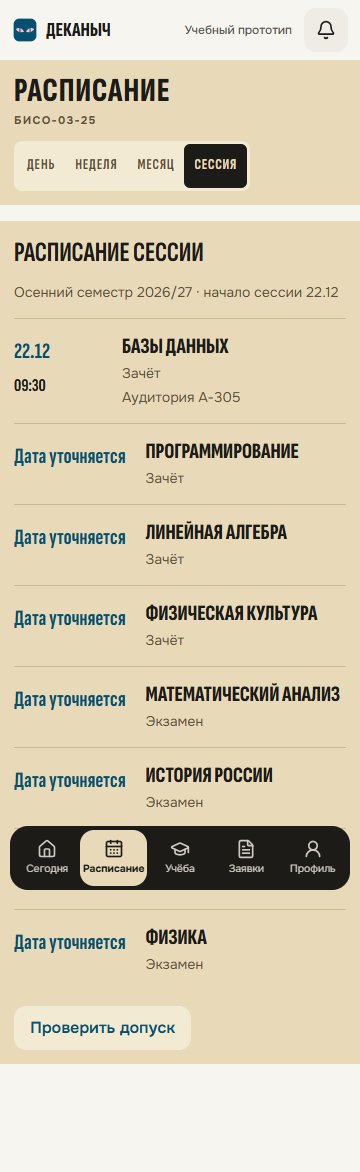 ДЕКАНЫЧ
Учебный прототип
РАСПИСАНИЕ
БИСО-03-25
ДЕНЬ НЕДЕЛЯ МЕСЯЦ СЕССИЯ
РАСПИСАНИЕ СЕССИИ
Осенний семестр 2026/27 · начало сессии 22.12
22.12
09:30
БАЗЫ ДАННЫХ
Зачёт
Аудитория А-305
Дата уточняется
ПРОГРАММИРОВАНИЕ
Зачёт
Дата уточняется
ЛИНЕЙНАЯ АЛГЕБРА
Зачёт
Дата уточняется
ФИЗИЧЕСКАЯ КУЛЬТУРА
Зачёт
Дата уточняется
МАТЕМАТИЧЕСКИЙ АНАЛИЗ
Экзамен
Дата уточняется
ИСТОРИЯ РОССИИ
Экзамен
Сегодня Расписание Учёба Заявки Профиль
Дата уточняется
ФИЗИКА
Экзамен
Проверить допуск